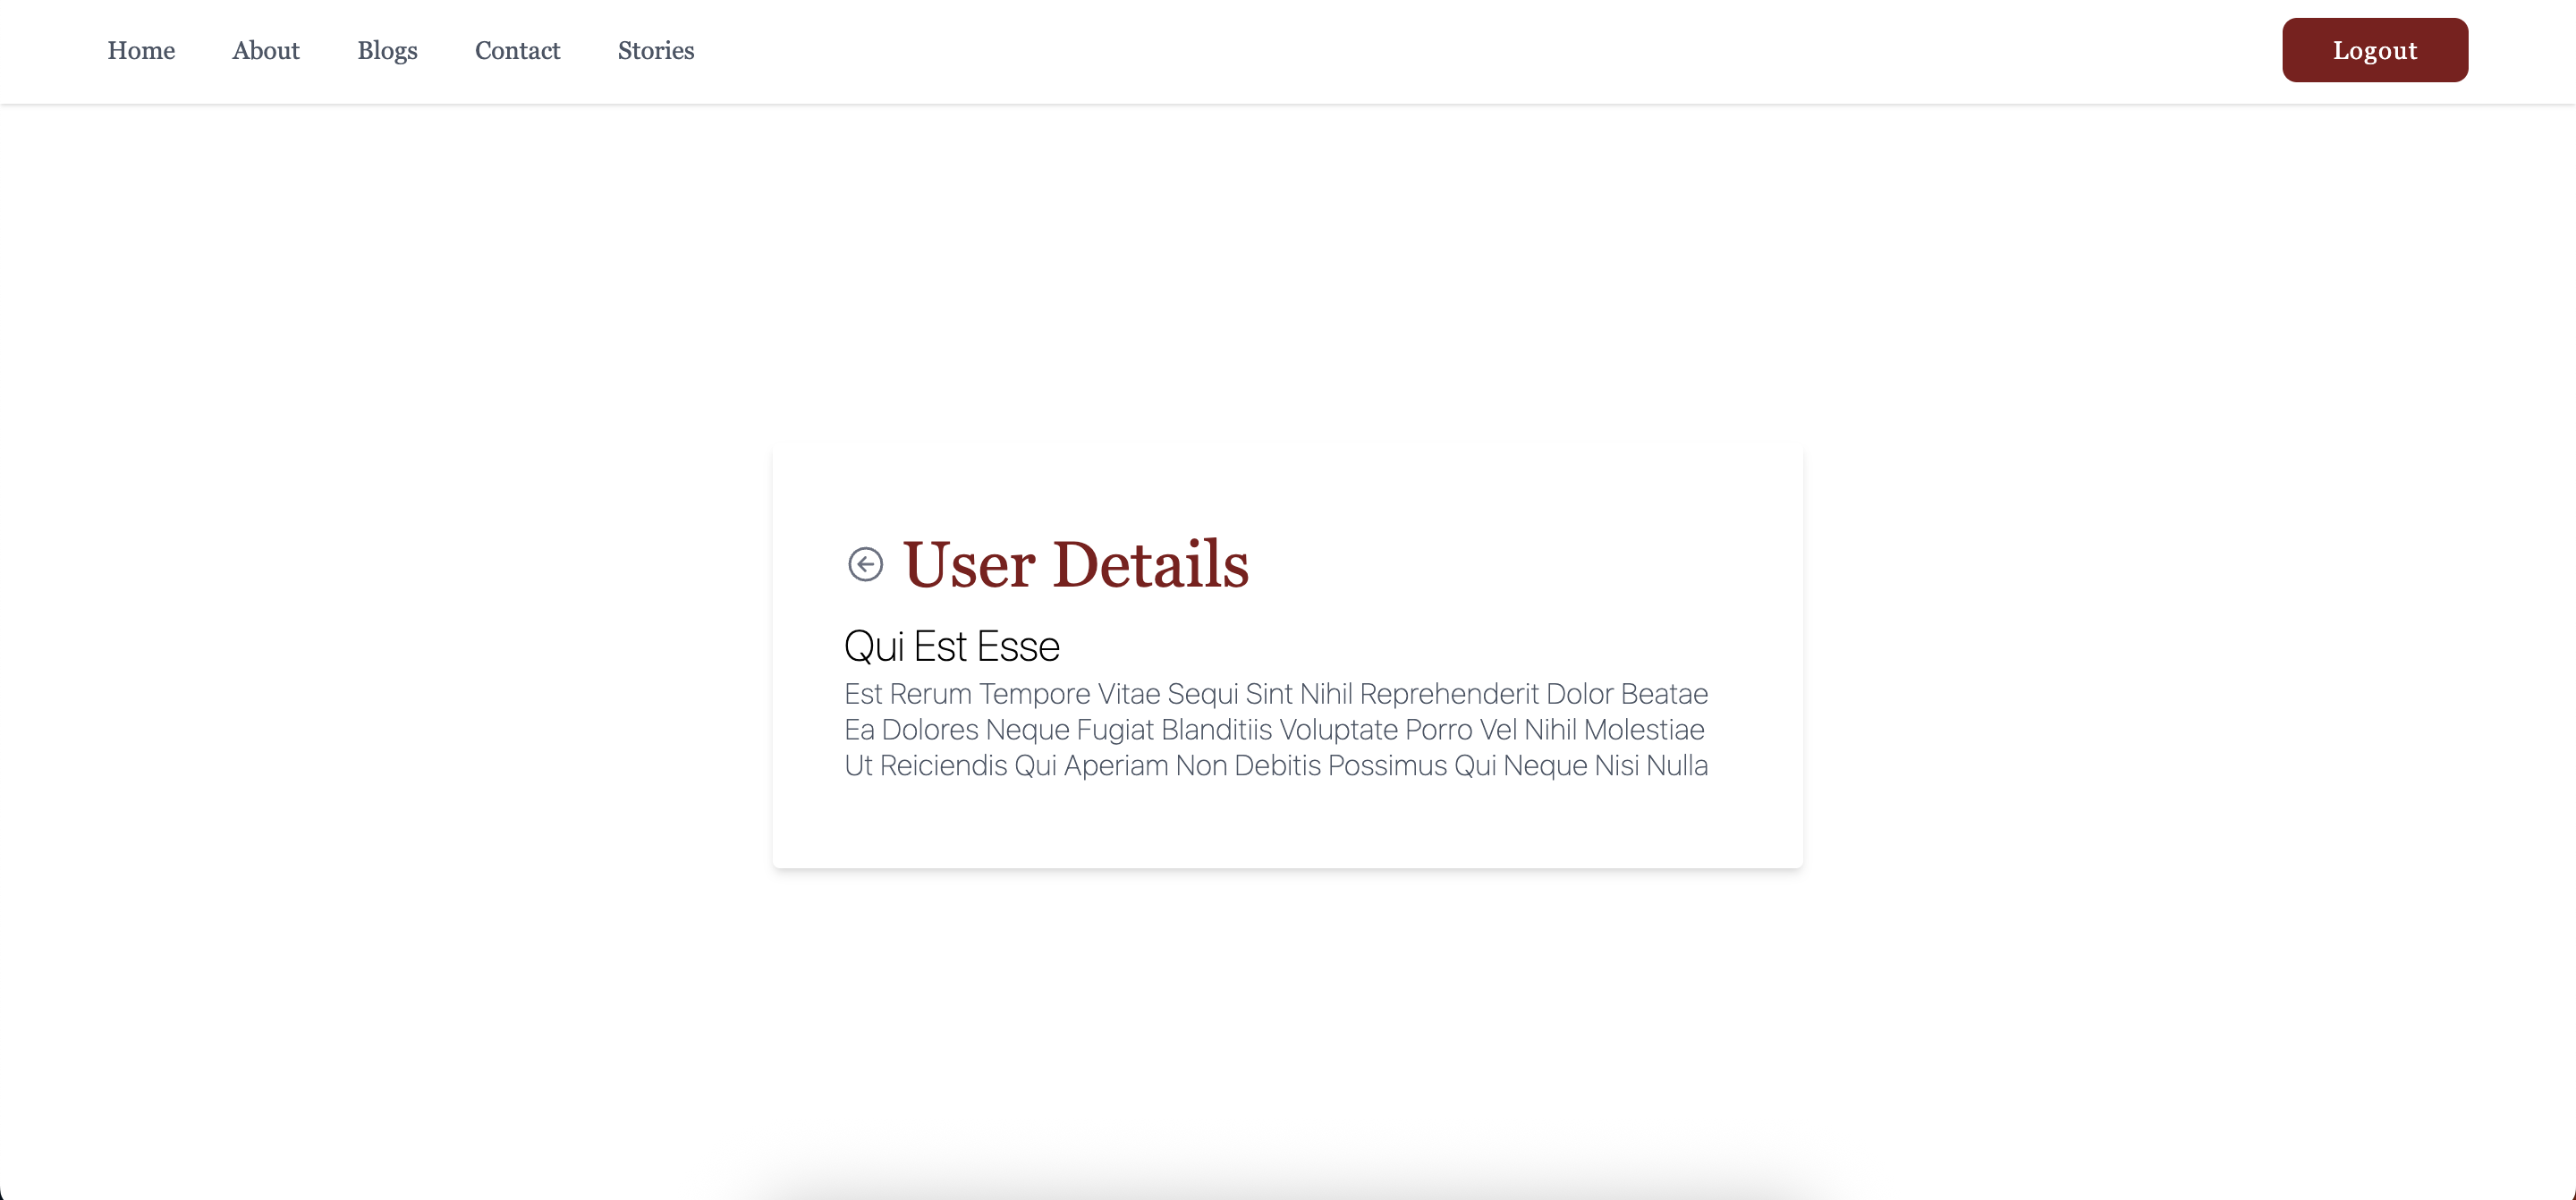 Home About Blogs Contact Stories Logout
User Details
Qui Est Esse
Est Rerum Tempore Vitae Sequi Sint Nihil Reprehenderit Dolor Beatae
Ea Dolores Neque Fugiat Blanditiis Voluptate Porro Vel Nihil Molestiae
Ut Reiciendis Qui Aperiam Non Debitis Possimus Qui Neque Nisi Nulla